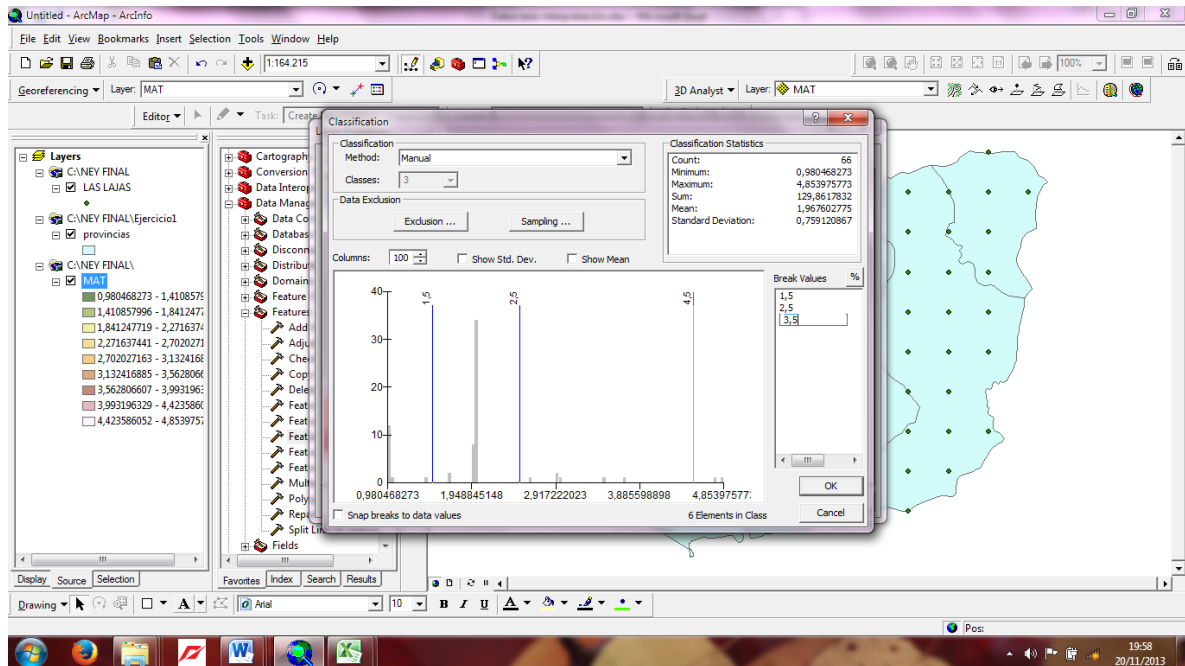 Untitled - ArcMap - ArcInfo
File Edit View Bookmarks Insert Selection Tools Window Help
1:164.215
100%
Georeferencing Layer: MAT
3D Analyst Layer: MAT
Editor Task: Create
Layers
C:\NEY FINAL
LAS LAJAS
C:\NEY FINAL\Ejercicio1
provincias
C:\NEY FINAL\
MAT
0,980468273 - 1,4108579
1,410857996 - 1,841247
1,841247719 - 2,2716374
2,271637441 - 2,7020271
2,702027163 - 3,1324168
3,132416885 - 3,562806
3,562806607 - 3,993196
3,993196329 - 4,423586
4,423586052 - 4,853975
Display Source Selection
Cartograph
Conversion
Data Interop
Data Manag
Data Co
Databas
Disconn
Distribu
Domain
Feature
Features
Add
Adju
Che
Cop
Dele
Feat
Feat
Feat
Feat
Feat
Mult
Poly
Repa
Split Li
Fields
Favorites Index Search Results
Classification
Classification
Method: Manual
Classes: 3
Data Exclusion
Exclusion ...
Sampling ...
Classification Statistics
Count: 66
Minimum: 0,980468273
Maximum: 4,853975773
Sum: 129,8617832
Mean: 1,967602775
Standard Deviation: 0,759120867
Columns: 100
Show Std. Dev.
Show Mean
Break Values
%
1,5
2,5
3,5
40
30
20
10
0
1,5
2,5
4,5
0,980468273 1,948845148 2,917222023 3,885598898 4,85397577
Snap breaks to data values
6 Elements in Class
OK
Cancel
Drawing A Arial 10 B I U A
Pos:
19:58
20/11/2013